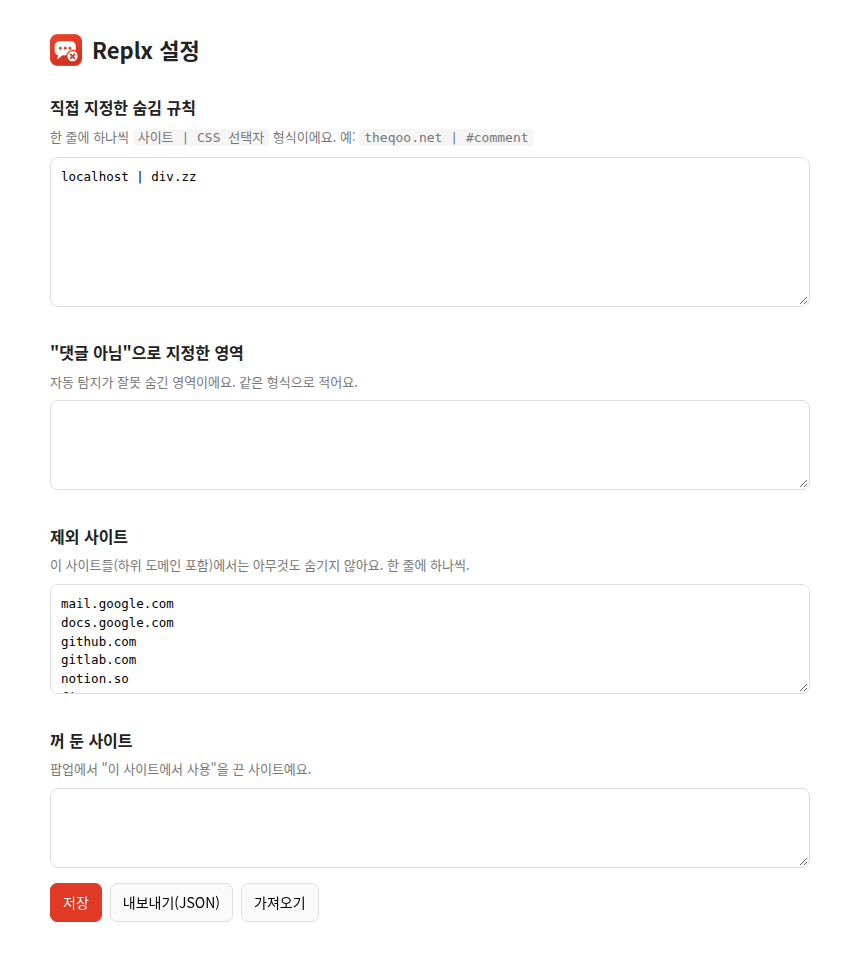 Replx 설정
직접 지정한 숨김 규칙
한 줄에 하나씩 사이트 | CSS 선택자 형식이에요. 예: theqoo.net | #comment
localhost | div.zz
"댓글 아님"으로 지정한 영역
자동 탐지가 잘못 숨긴 영역이에요. 같은 형식으로 적어요.
제외 사이트
이 사이트들(하위 도메인 포함)에서는 아무것도 숨기지 않아요. 한 줄에 하나씩.
mail.google.com
docs.google.com
github.com
gitlab.com
notion.so
꺼 둔 사이트
팝업에서 "이 사이트에서 사용"을 끈 사이트예요.
저장 내보내기(JSON) 가져오기